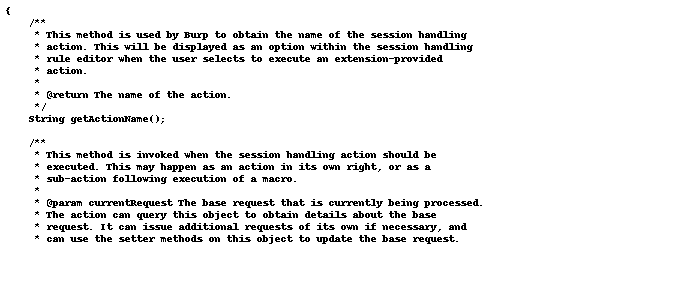 {
/**
* This method is used by Burp to obtain the name of the session handling
* action. This will be displayed as an option within the session handling
* rule editor when the user selects to execute an extension-provided
* action.
*
* @return The name of the action.
*/
String getActionName();
/**
* This method is invoked when the session handling action should be
* executed. This may happen as an action in its own right, or as a
* sub-action following execution of a macro.
*
* @param currentRequest The base request that is currently being processed.
* The action can query this object to obtain details about the base
* request. It can issue additional requests of its own if necessary, and
* can use the setter methods on this object to update the base request.